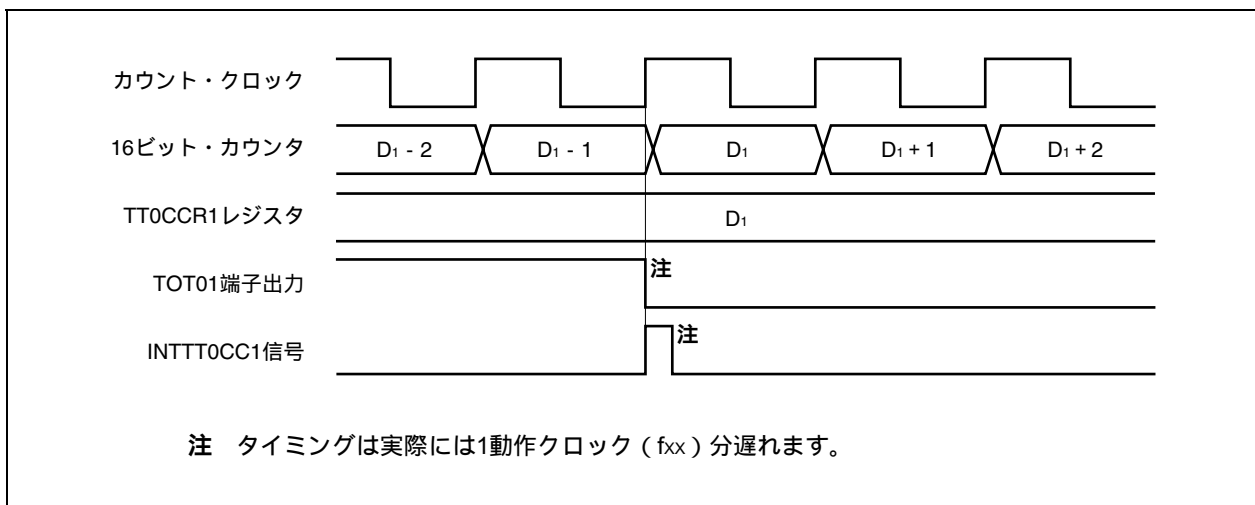 カウント・クロック
16ビット・カウンタ D1 - 2 D1 - 1 D1 D1 + 1 D1 + 2
TT0CCR1レジスタ D1
TOT01端子出力 注
INTTT0CC1信号 注
注 タイミングは実際には1動作クロック（fxx）分遅れます。